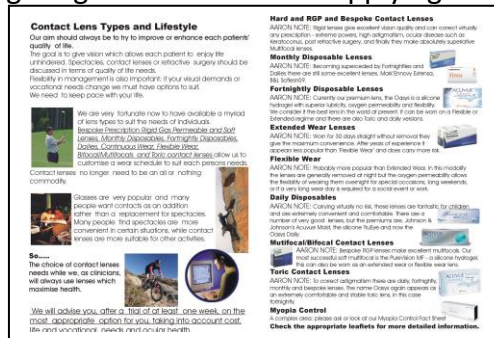 Contact Lens Types and Lifestyle
Our aim should always be to try to improve or enhance each patients'
quality of life.
The goal is to give vision which allows each patient to enjoy life
unhindered. Spectacles, contact lenses or refractive surgery should be
discussed in terms of quality of life needs.
Flexibility in management is also important: if your visual demands or
vocational needs change we must have options to suit.
We need to keep pace with your life.
We are very fortunate now to have available a myriad
of lens types to suit the needs of individuals.
Bespoke Prescription Rigid Gas Permeable and Soft
Lenses, Monthly Disposables, Fortnightly Disposables,
Dailies, Continuous Wear, Flexible Wear,
Bifocal/Multifocals, and Toric contact lenses allow us to
customise a wear schedule to suit each persons needs.
Contact lenses no longer need to be an all or nothing
commodity.
Glasses are very popular and many
people want contacts as an addition
rather than a replacement for spectacles.
Many people find spectacles are more
convenient in certain situations, while contact
lenses are more suitable for other activities.
So.....
The choice of contact lenses
needs while we, as clinicians,
will always use lenses which
maximise health.
We will advise you, after a trial of at least one week, on the
most appropriate option for you, taking into account cost,
life and vocational needs and ocular health.
Hard and RGP and Bespoke Contact Lenses
AARON NOTE: Rigid lenses give excellent vision quality and can correct virtually
any prescription - extreme powers, high astigmatism, ocular disease such as
Keratoconus, post refractive surgery, and finally they make absolutely superlative
Multifocal lenses.
Monthly Disposable Lenses
AARON NOTE: Becoming superceded by Fortnightlies and
Dailies there are still some excellent lenses. Mark'Ennovy Extensa,
B&L Soflens59.
Fortnightly Disposable Lenses
AARON NOTE: Currently our premium lens, the Oasys is a silicone
hydrogel with superior lubricity, oxygen permeability and flexibility.
We consider it the best lens in the world at present. It can be worn on a flexible or
Extended regime and there are also Toric and daily versions.
Extended Wear Lenses
AARON NOTE: Worn for 30 days straight without removal they
give the maximum convenience. After years of experience it
appears less popular than 'Flexible Wear' and does carry more risk.
Flexible Wear
AARON NOTE: Probably more popular than Extended Wear. In this modality
the lenses are generally removed at night but the oxygen permeability allows
the flexibility of wearing them overnight for special occasions, long weekends,
or if a very long wear day is required for a social event or work.
Daily Disposables
AARON NOTE: Carrying virtually no risk, these lenses are fantastic for children
and are extremely convenient and comfortable. There are a
number of very good lenses, but the premiums are; Johnson &
Johnson's Acuvue Moist, the silicone TruEye and now the
Oasys Daily
Mutifocal/Bifocal Contact Lenses
AARON NOTE: Bespoke RGP lenses make excellent multifocals. Our
most successful soft multifocal is the PureVision MF - a silicone hydrogel
this can also be worn as an extended wear or flexible wear lens.
Toric Contact Lenses
AARON NOTE: To correct astigmatism there are daily, fortnightly,
monthly and bespoke lenses. The name Oasys again appears as
an extremely comfortable and stable toric lens, in this case
fortnightly
Myopia Control
A complex area: please ask or look at our Myopia Control Fact Sheet
Check the appropriate leaflets for more detailed information.